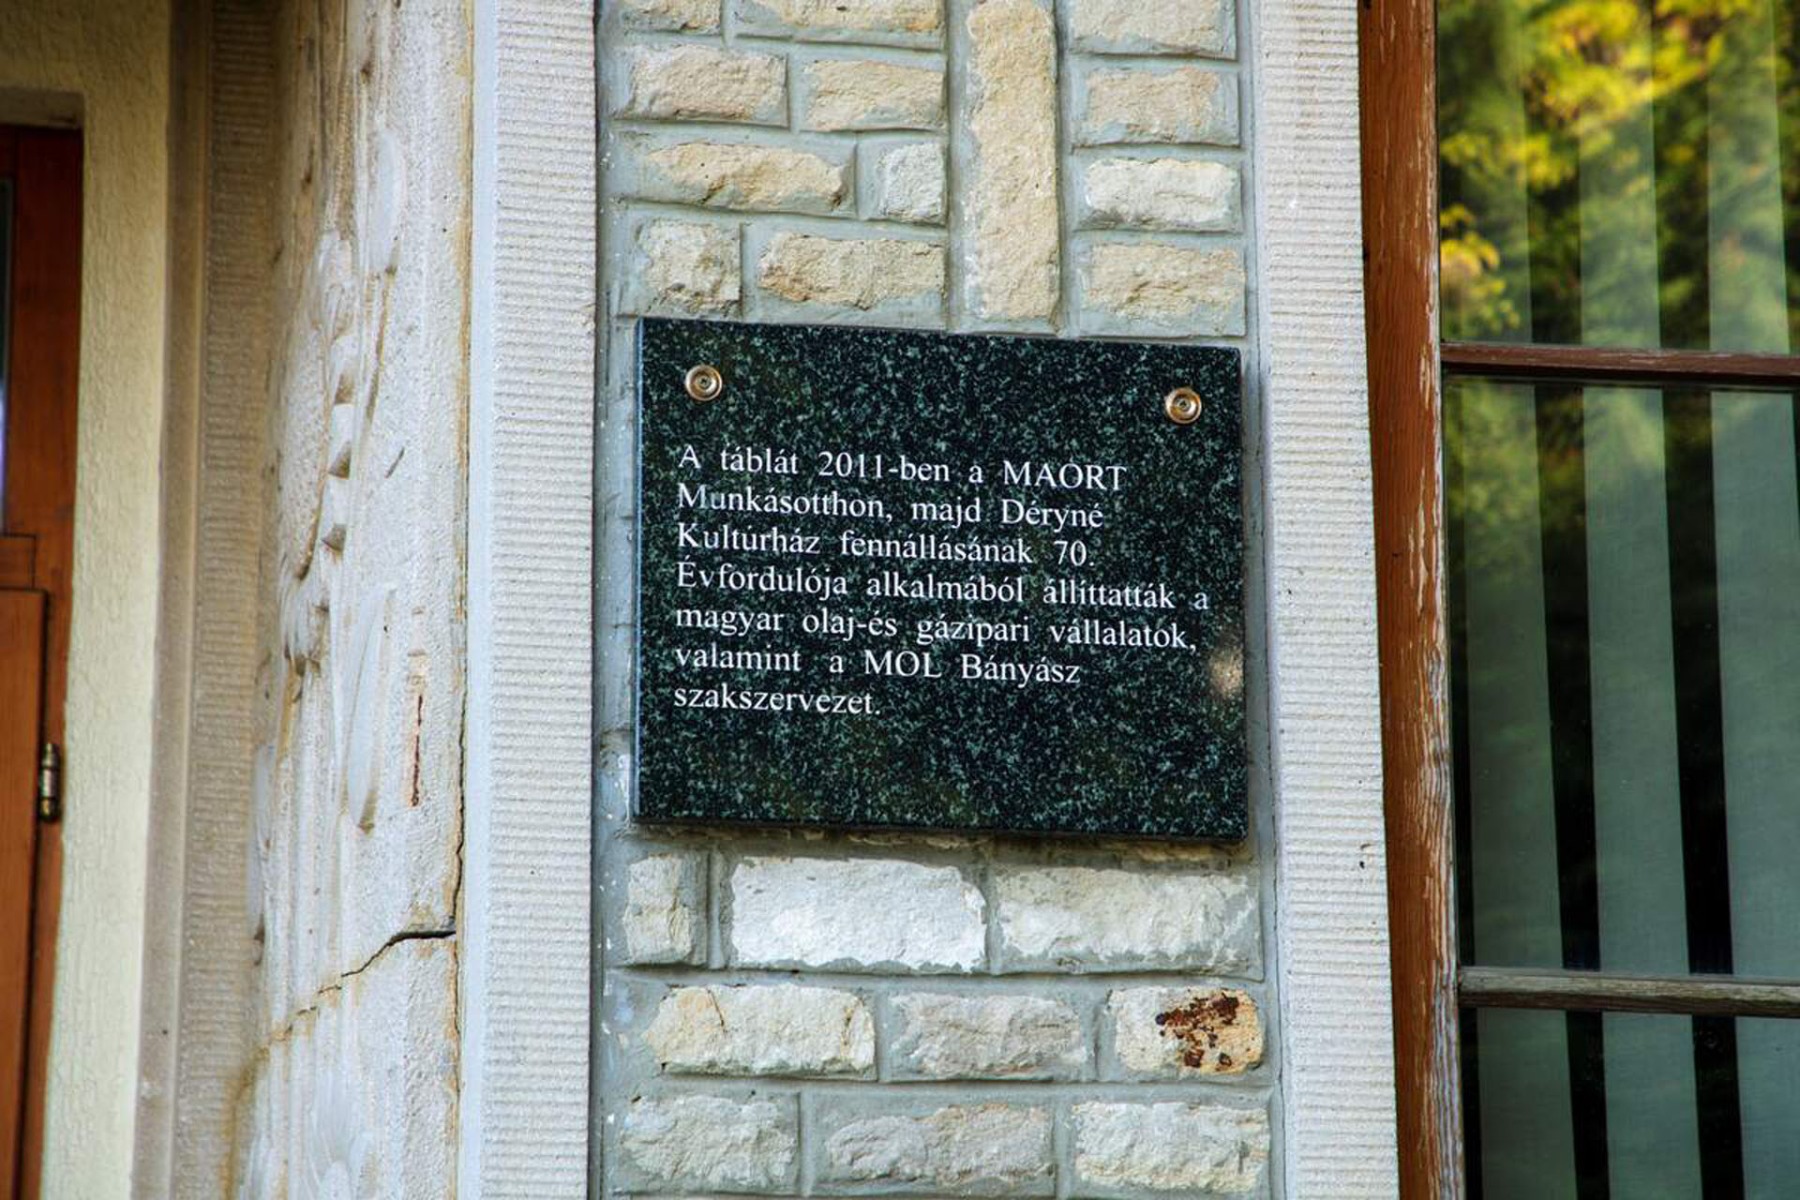 A táblát 2011-ben a MAORT
Munkásotthon, majd Déryné
Kultúrház fennállásának 70.
Évfordulója alkalmából állíttatták a
magyar olaj-és gázipari vállalatok,
valamint a MOL Bányász
szakszervezet.